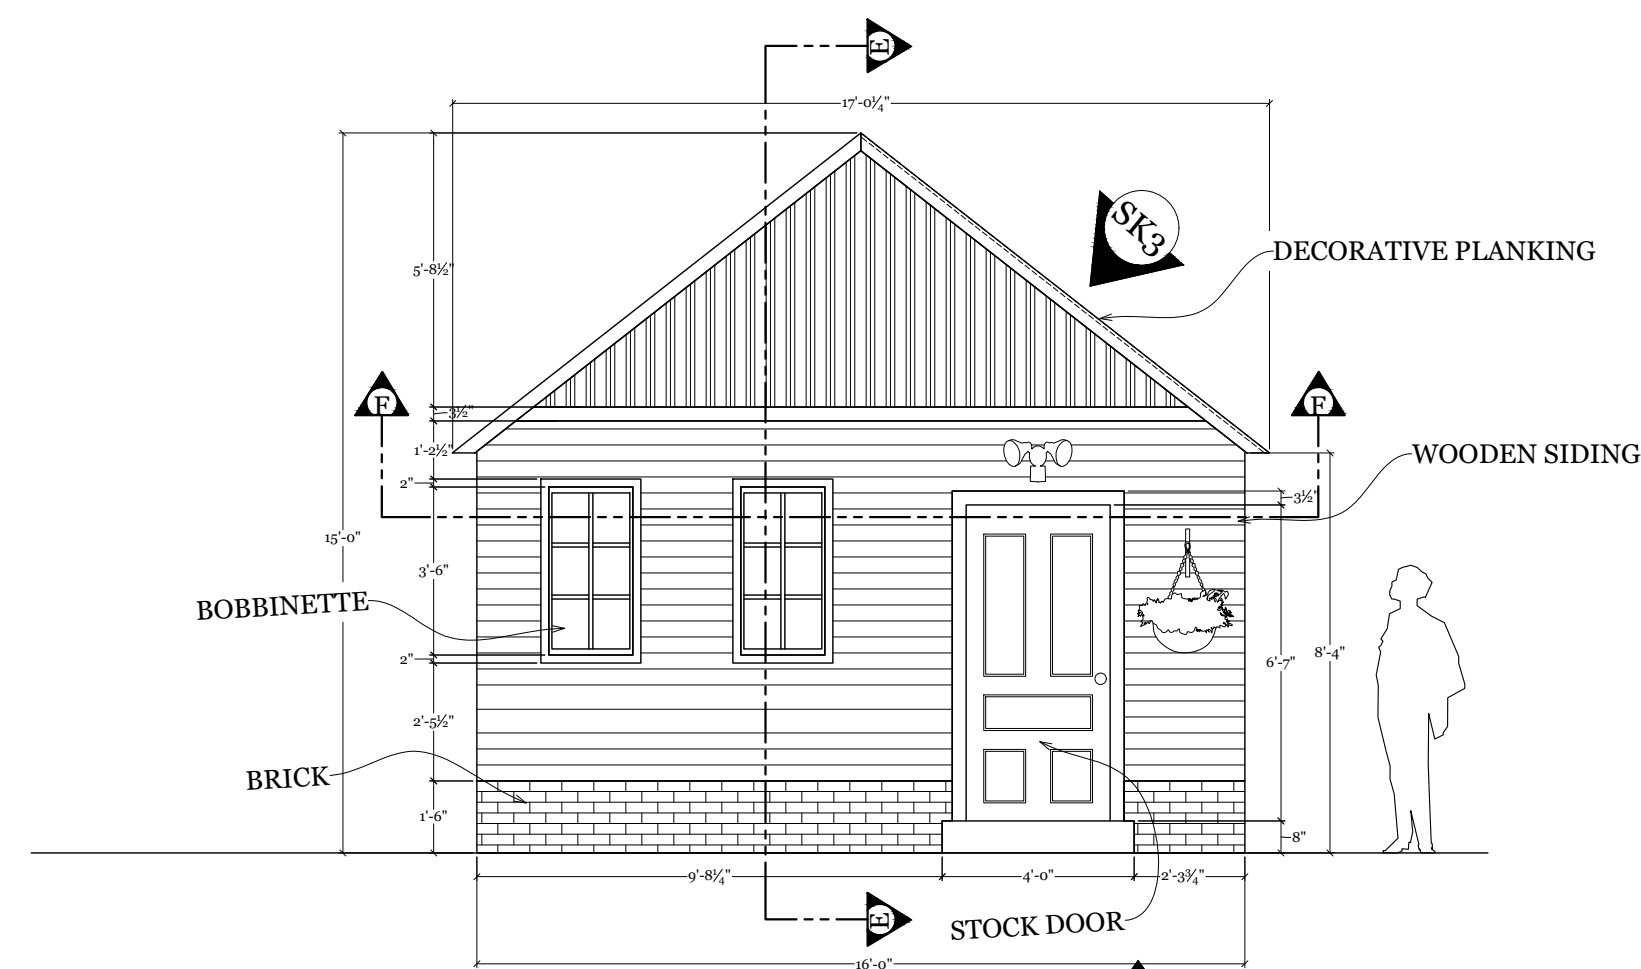 E
17'-0¼"
SK3
DECORATIVE PLANKING
5'-8½"
F
F
3½"
1'-2½"
WOODEN SIDING
2"
3½"
15'-0"
3'-6"
BOBBINETTE
2"
6'-7"
8'-4"
2'-5½"
BRICK
1'-6"
8"
9'-8¼"
4'-0"
2'-3¾"
E
STOCK DOOR
16'-0"